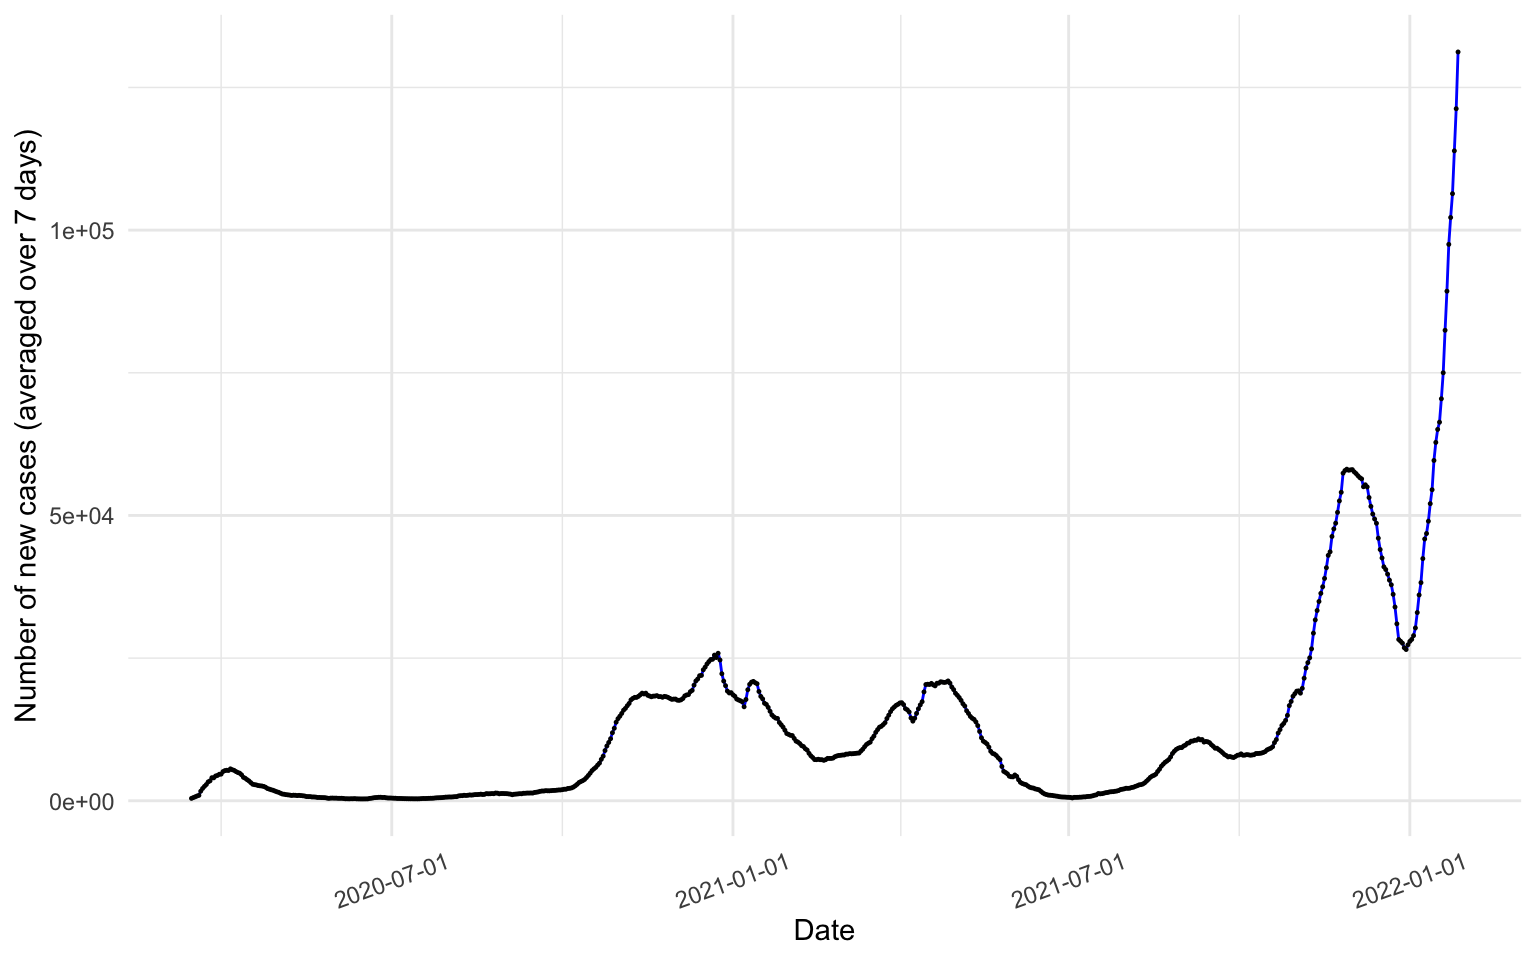 Number of new cases (averaged over 7 days)
1e+05
5e+04
0e+00
2020-07-01
2021-01-01
2021-07-01
2022-01-01
Date